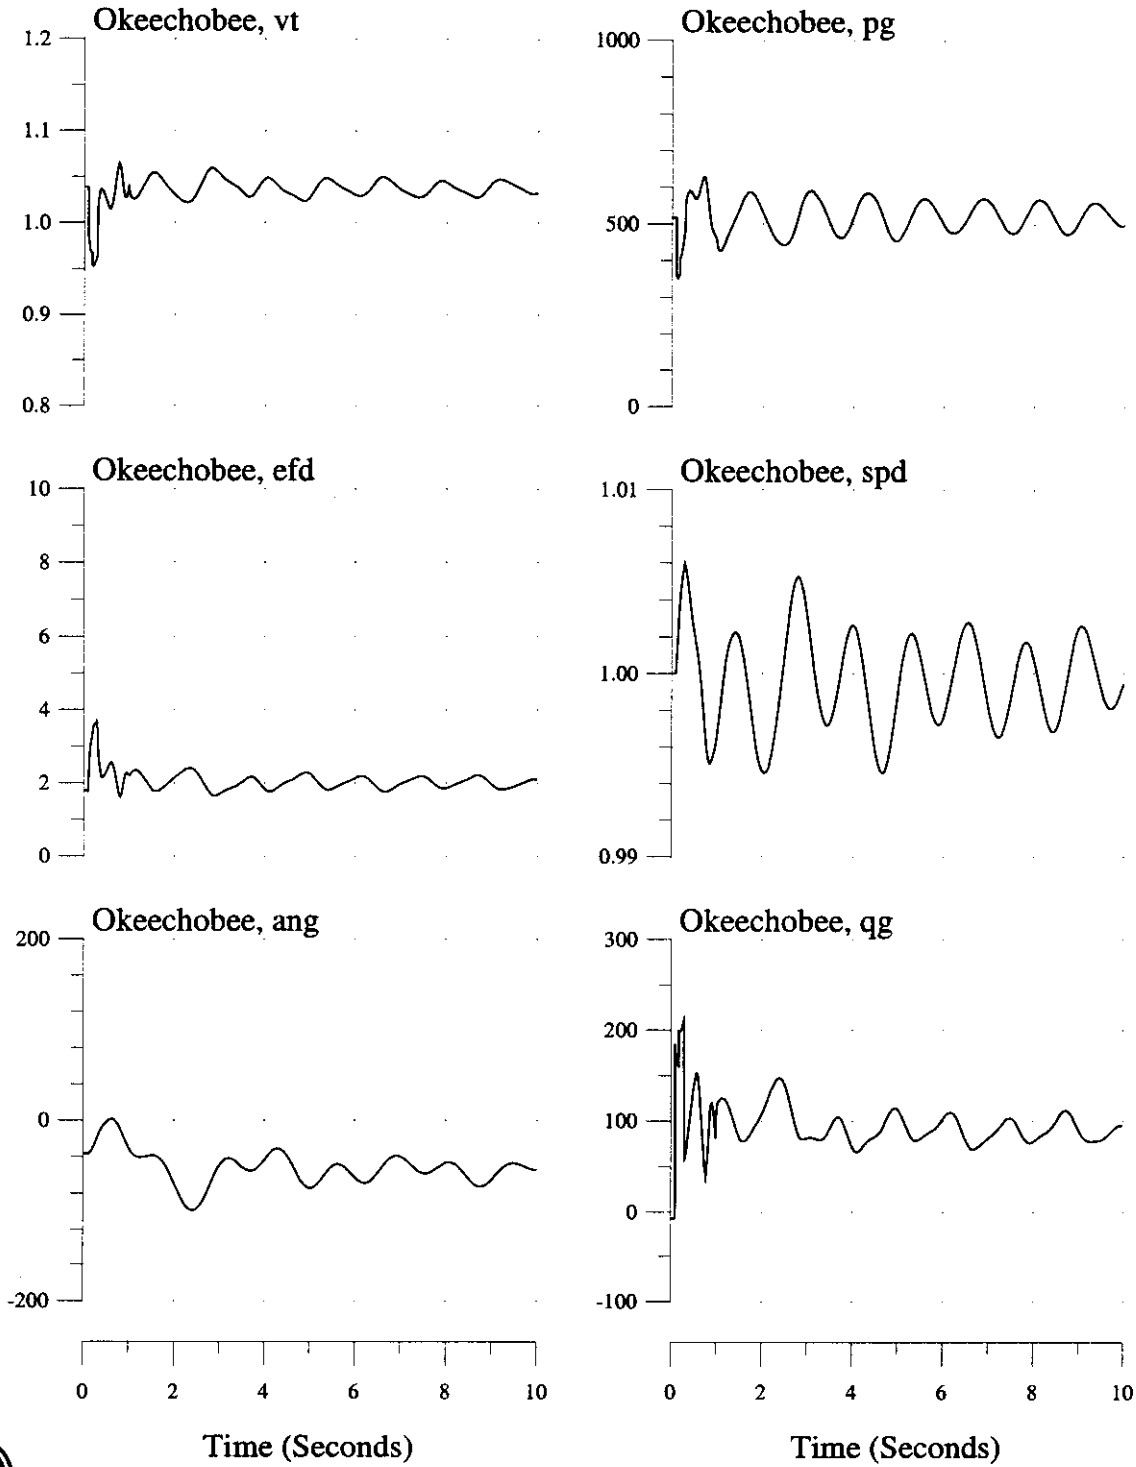 Okeechobee, vt
1.2
1.1
1.0
0.9
0.8
Okeechobee, pg
1000
500
0
Okeechobee, efd
10
8
6
4
2
0
Okeechobee, spd
1.01
1.00
0.99
Okeechobee, ang
200
0
-200
0 2 4 6 8 10
Time (Seconds)
Okeechobee, qg
300
200
100
0
-100
0 2 4 6 8 10
Time (Seconds)